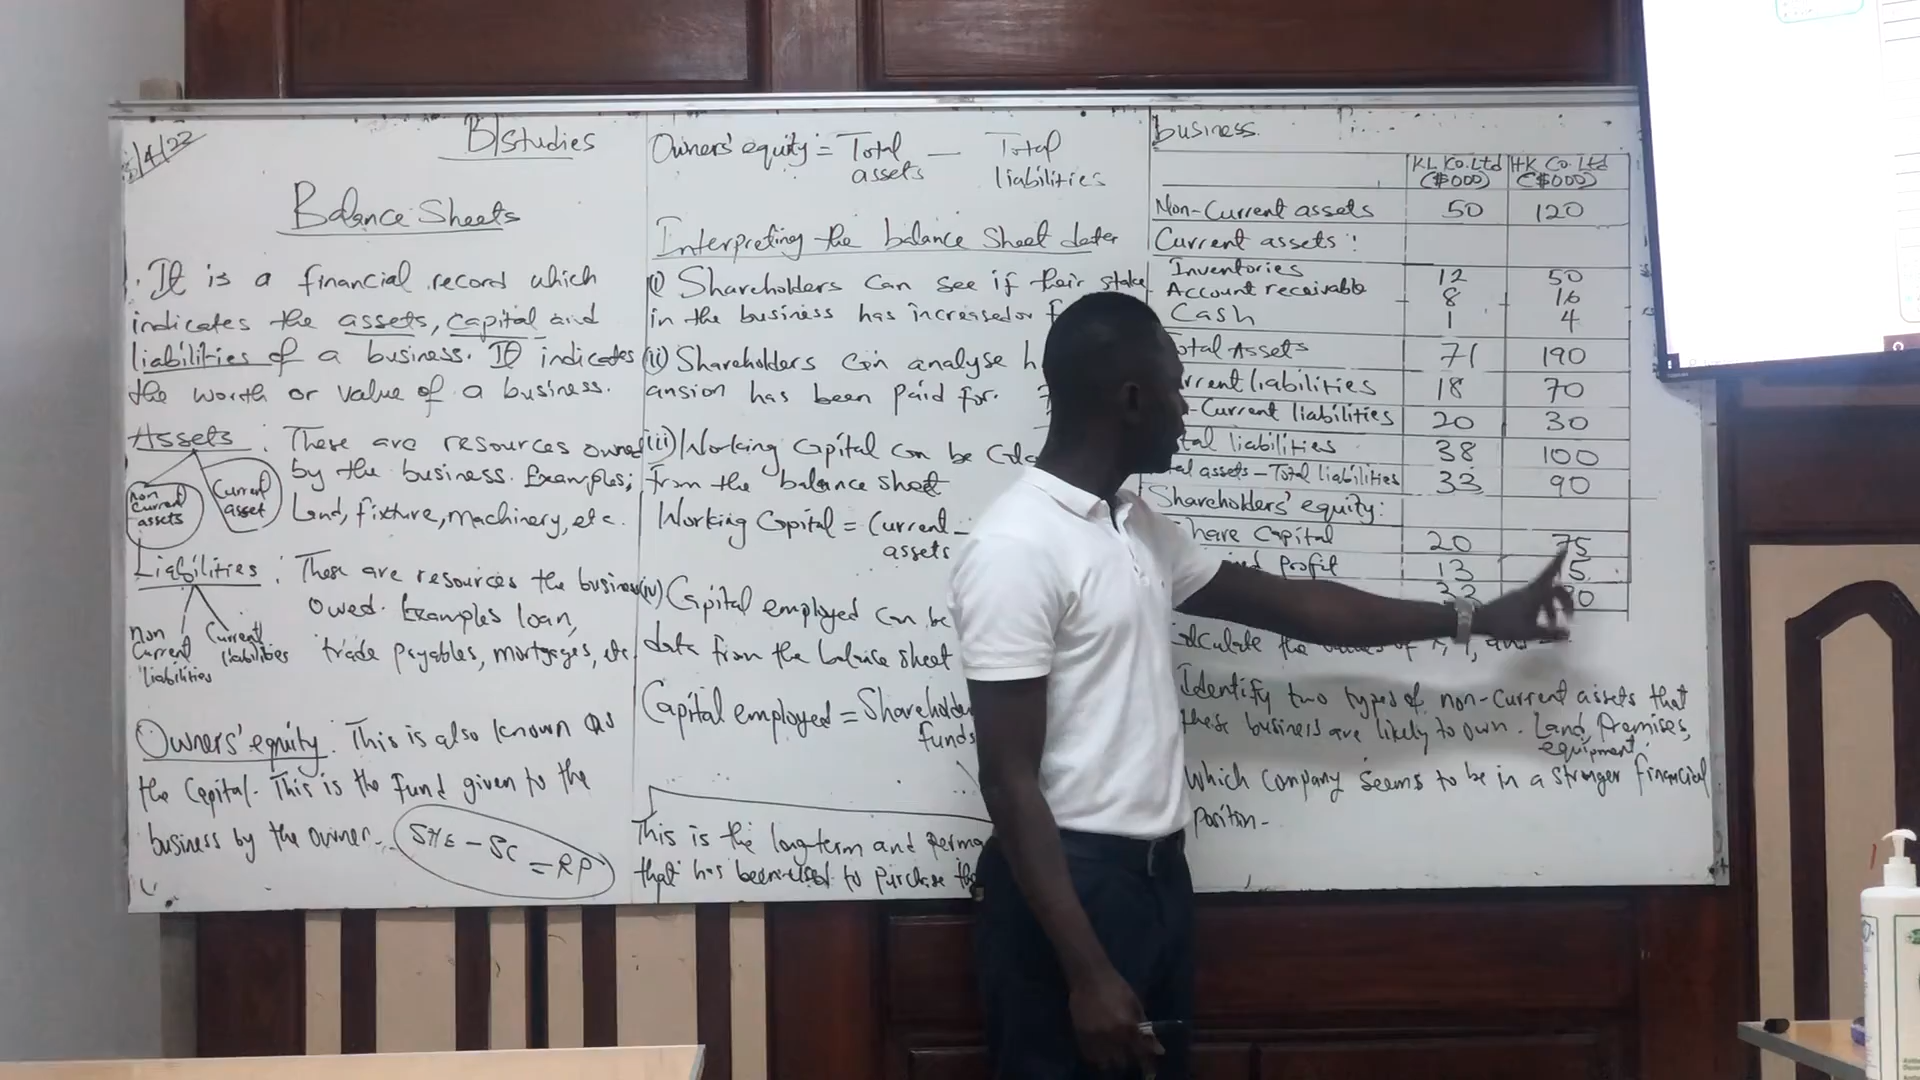 B/Studies
Balance Sheets
It is a financial record which
indicates the assets, capital and
liabilities of a business. It indicates
the worth or value of a business.
Assets : These are resources owned
by the business. Examples;
Land, fixture, machinery, etc.
non
Current
assets
Current
asset
Liabilities : These are resources the business
owed. Examples loan,
trade payables, mortgages, etc
non
Current
liabilities
Current
liabilities
Owners' equity : This is also known as
the Capital. This is the fund given to the
business by the owner
SHE - SC
= RP
Owners' equity = Total assets — Total liabilities
Interpreting the balance Sheet
(i) Shareholders can see if their stake
in the business has increased or
(ii) Shareholders can analyse
ansion has been paid for.
(iii) Working Capital can be
from the balance sheet
Working Capital = Current assets -
(iv) Capital employed can be
data from the balance sheet
Capital employed = Shareholder
funds
This is the long term and
that has been used to purchase
business
KL Co. Ltd ($000) HK Co. Ltd ($000)
Non-Current assets 50 120
Current assets :
Inventories 12 50
Account receivable 8 16
Cash 1 4
Total Assets 71 190
liabilities 18 70
Current liabilities 20 30
liabilities 38 100
assets - Total liabilities 33 90
Shareholders' equity:
Share Capital 20 75
Profit 13
33
the values of
Identify two types of non-current assets that
these business are likely to own. Land, Premises,
equipment.
Which company seems to be in a stronger financial
position-